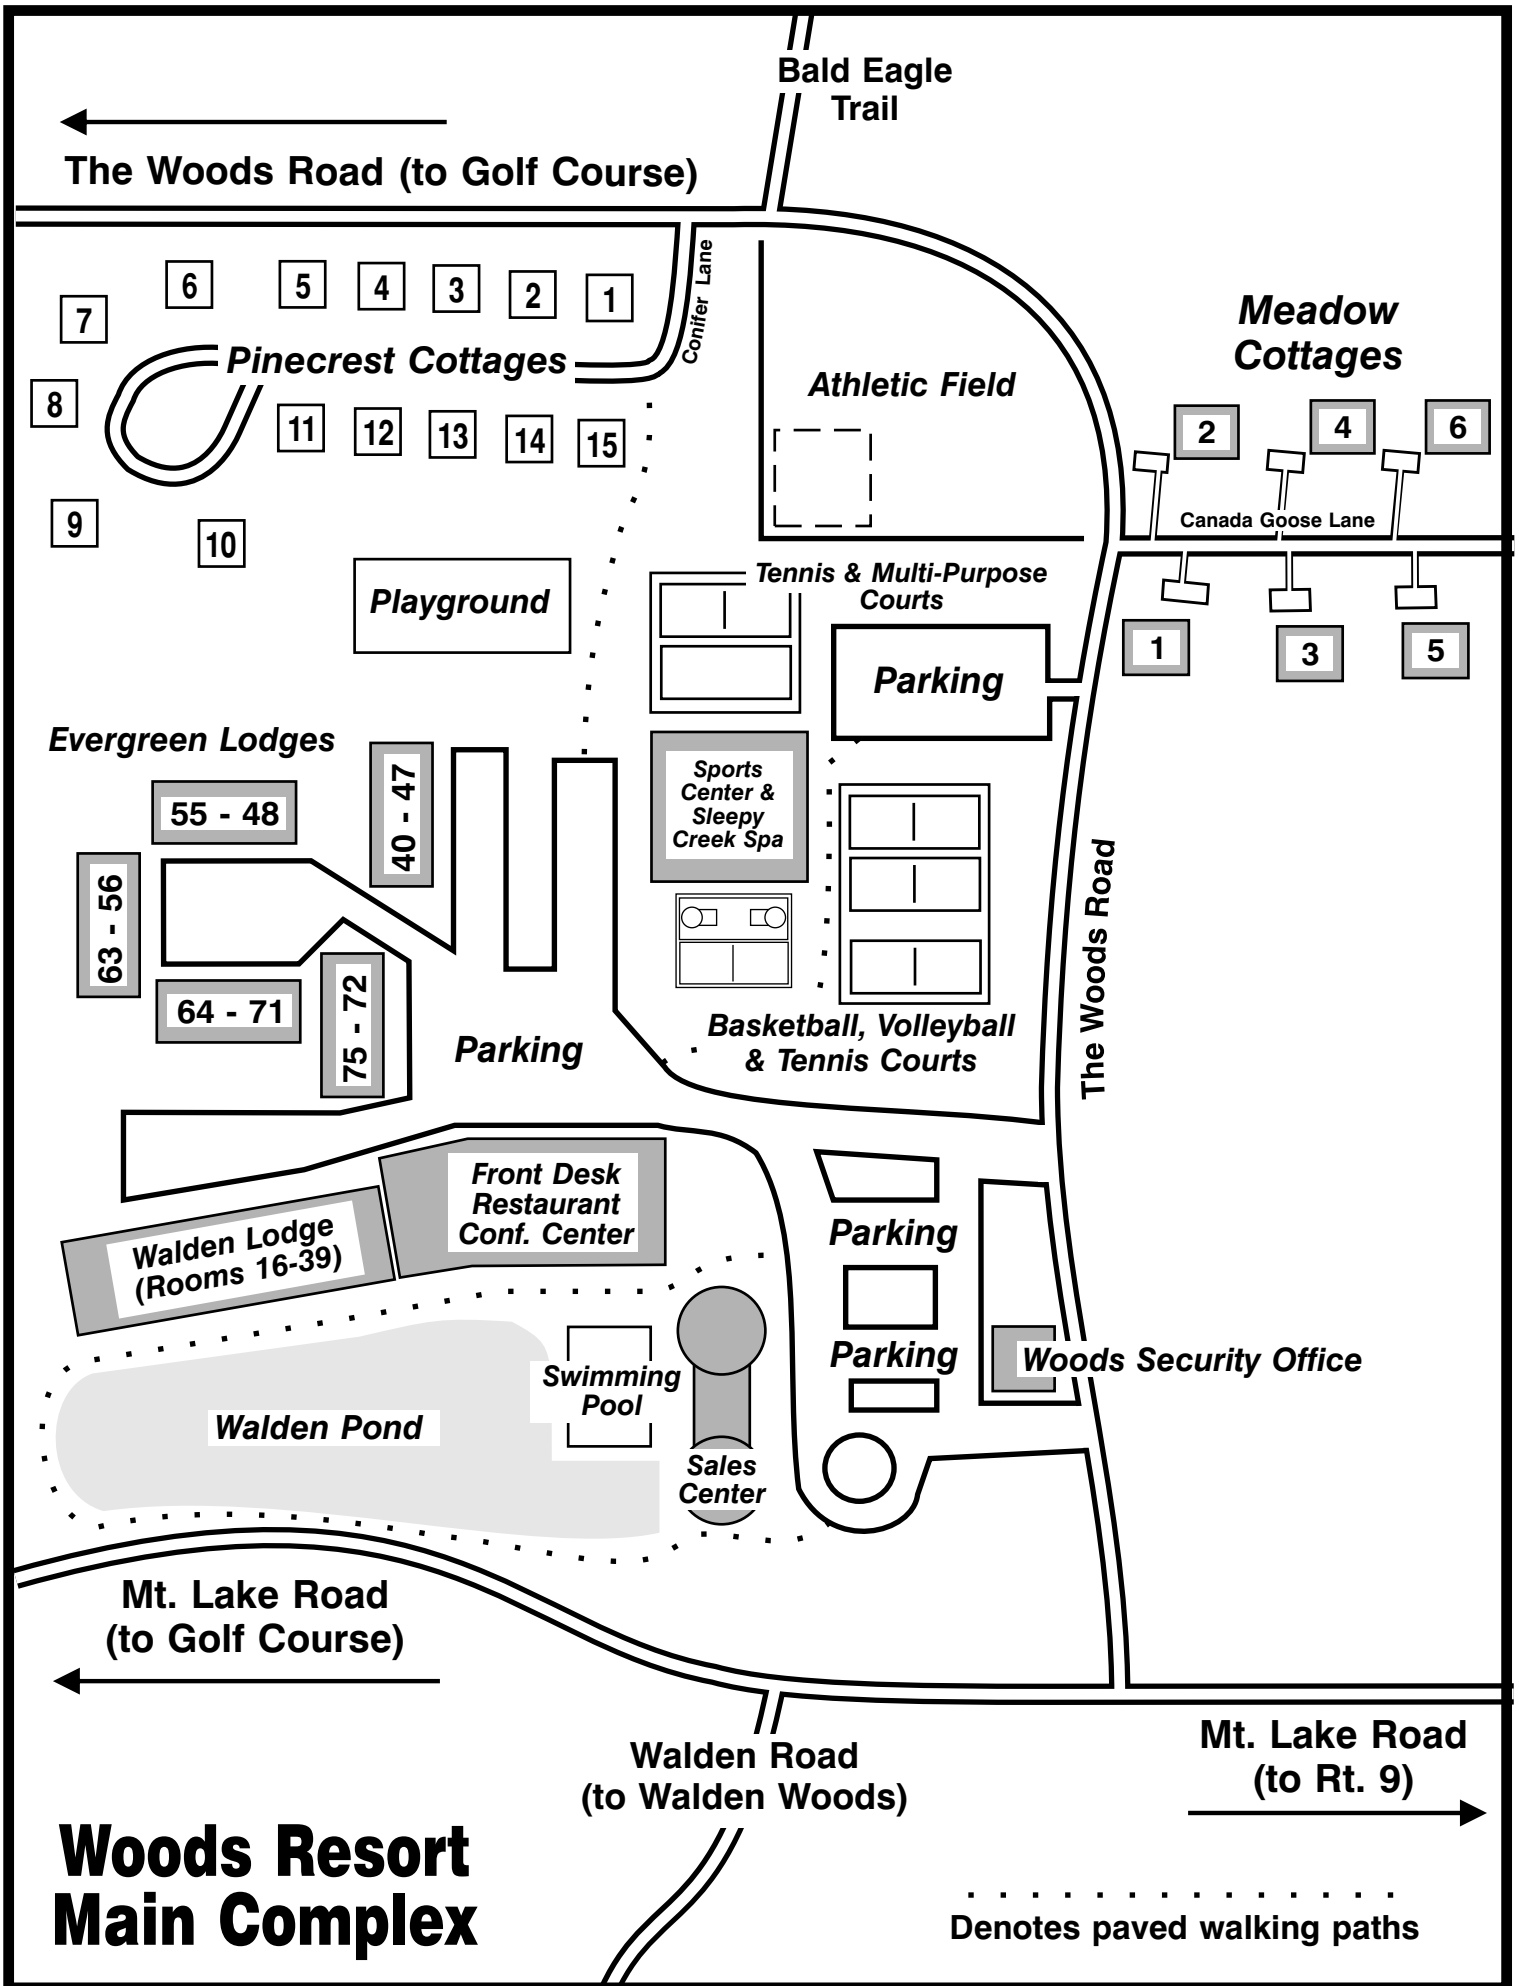 Bald Eagle
Trail
The Woods Road (to Golf Course)
Conifer Lane
6
5
4
3
2
1
7
Pinecrest Cottages
8
11
12
13
14
15
9
10
Athletic Field
Meadow
Cottages
2
4
6
Canada Goose Lane
1
3
5
Playground
Tennis & Multi-Purpose
Courts
Parking
Evergreen Lodges
55 - 48
40 - 47
63 - 56
64 - 71
75 - 72
Sports
Center &
Sleepy
Creek Spa
The Woods Road
Basketball, Volleyball
& Tennis Courts
Parking
Front Desk
Restaurant
Conf. Center
Walden Lodge
(Rooms 16-39)
Parking
Parking
Woods Security Office
Swimming
Pool
Walden Pond
Sales
Center
Mt. Lake Road
(to Golf Course)
Walden Road
(to Walden Woods)
Mt. Lake Road
(to Rt. 9)
Woods Resort
Main Complex
Denotes paved walking paths